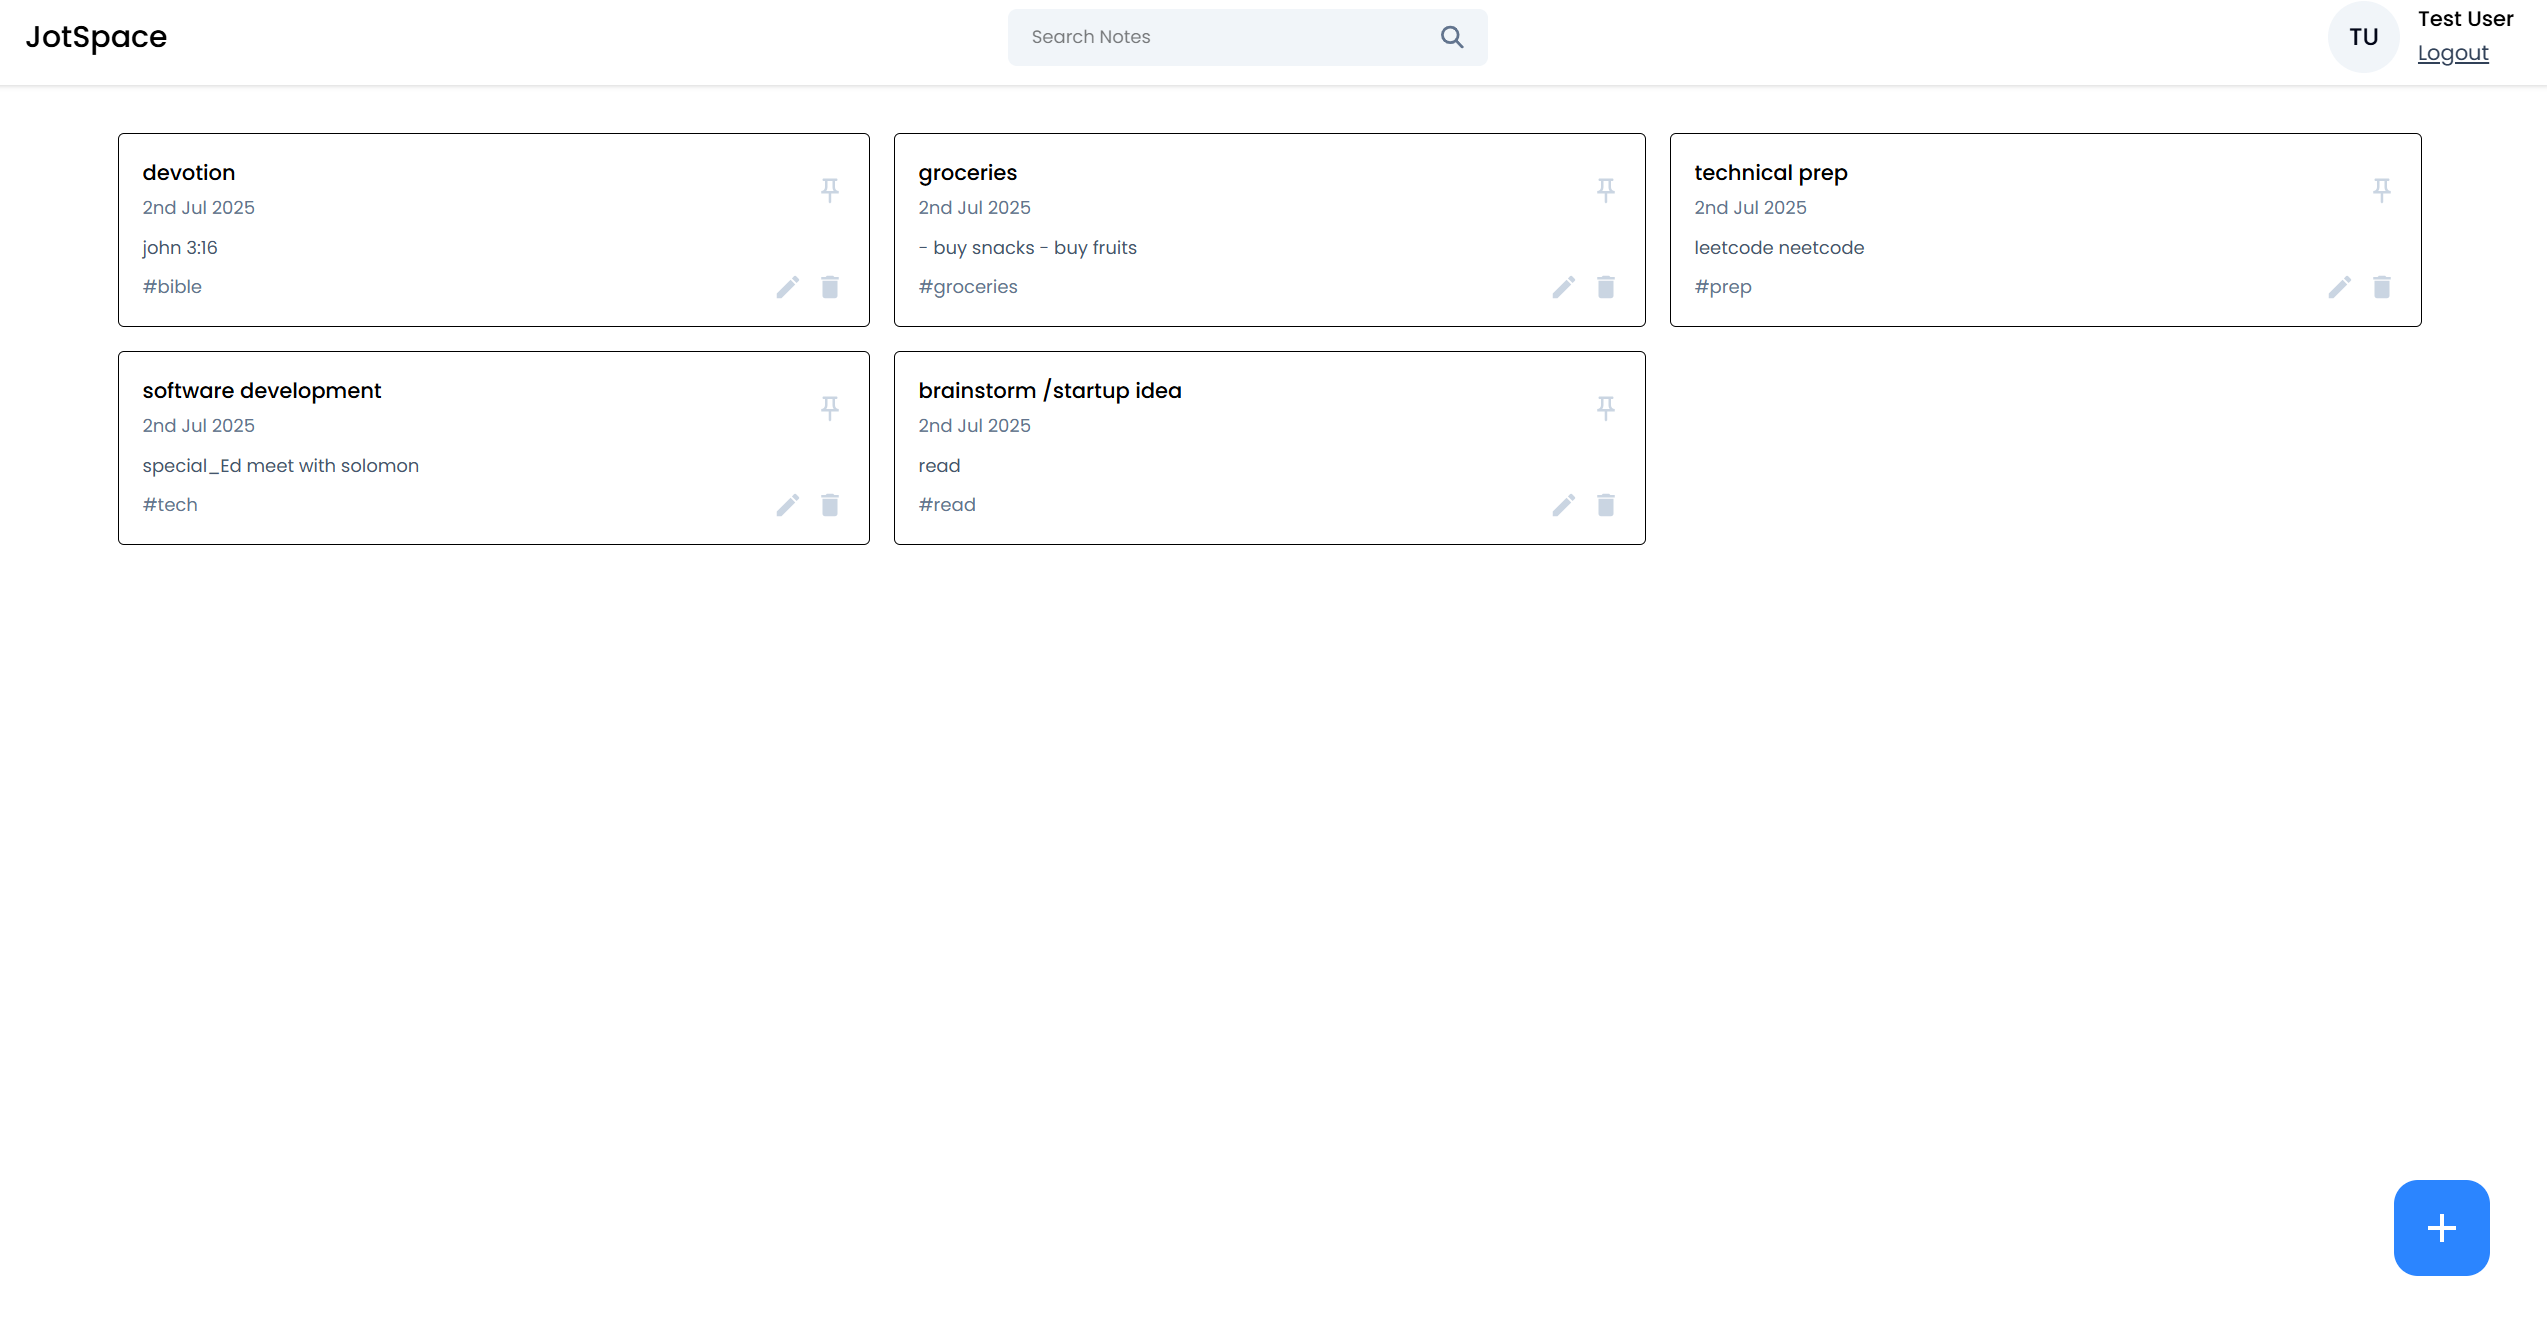 JotSpace
Search Notes
TU
Test User
Logout
devotion
2nd Jul 2025
john 3:16
#bible
groceries
2nd Jul 2025
- buy snacks - buy fruits
#groceries
technical prep
2nd Jul 2025
leetcode neetcode
#prep
software development
2nd Jul 2025
special_Ed meet with solomon
#tech
brainstorm /startup idea
2nd Jul 2025
read
#read